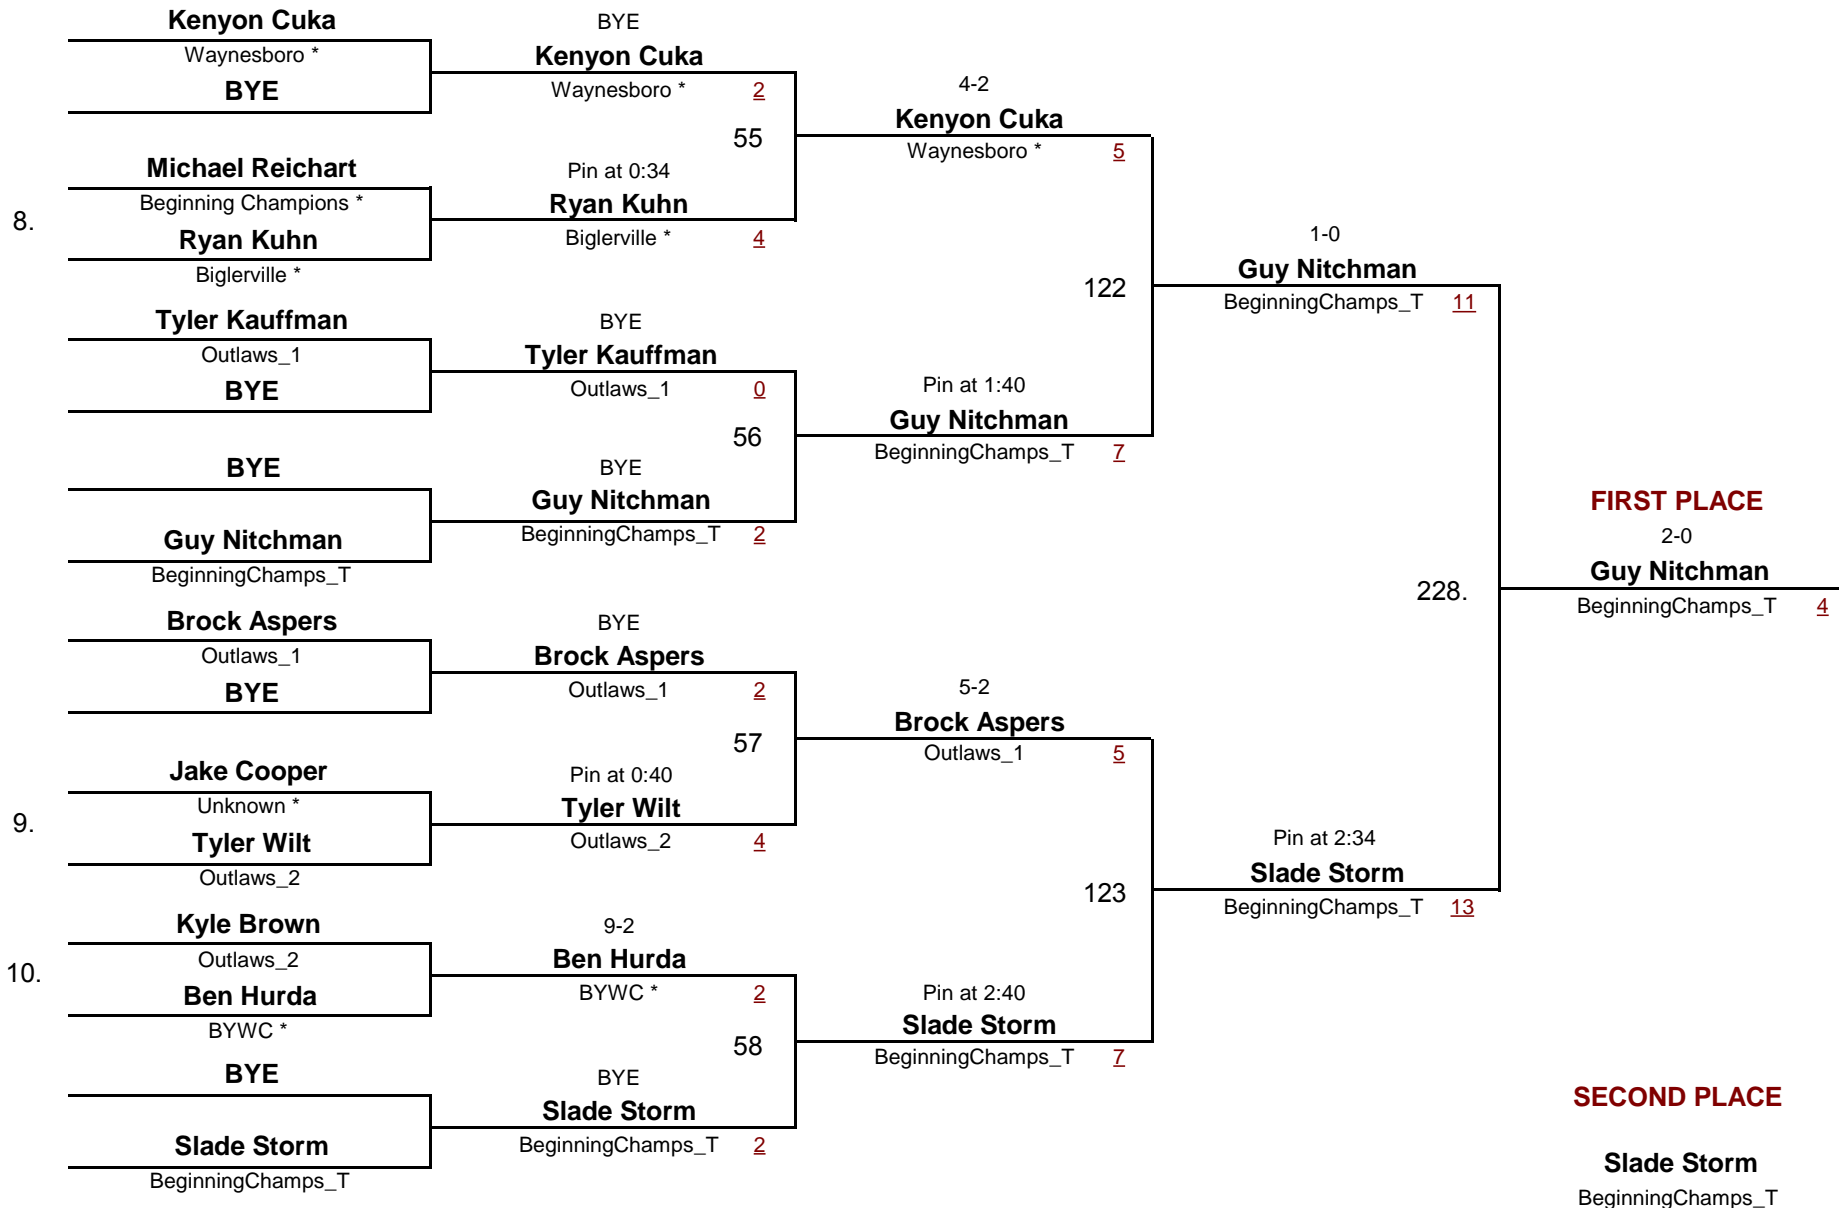 Kenyon Cuka
Waynesboro *
BYE
8.
Michael Reichart
Beginning Champions *
Ryan Kuhn
Biglerville *
Tyler Kauffman
Outlaws_1
BYE
BYE
Guy Nitchman
BeginningChamps_T
Brock Aspers
Outlaws_1
BYE
9.
Jake Cooper
Unknown *
Tyler Wilt
Outlaws_2
10.
Kyle Brown
Outlaws_2
Ben Hurda
BYWC *
BYE
Slade Storm
BeginningChamps_T
BYE
Kenyon Cuka
Waynesboro * 2
55
Pin at 0:34
Ryan Kuhn
Biglerville * 4
BYE
Tyler Kauffman
Outlaws_1 0
56
BYE
Guy Nitchman
BeginningChamps_T 2
BYE
Brock Aspers
Outlaws_1 2
57
Pin at 0:40
Tyler Wilt
Outlaws_2 4
9-2
Ben Hurda
BYWC * 2
58
BYE
Slade Storm
BeginningChamps_T 2
4-2
Kenyon Cuka
Waynesboro * 5
122
Pin at 1:40
Guy Nitchman
BeginningChamps_T 7
5-2
Brock Aspers
Outlaws_1 5
123
Pin at 2:40
Slade Storm
BeginningChamps_T 7
1-0
Guy Nitchman
BeginningChamps_T 11
228.
Pin at 2:34
Slade Storm
BeginningChamps_T 13
FIRST PLACE
2-0
Guy Nitchman
BeginningChamps_T 4
SECOND PLACE
Slade Storm
BeginningChamps_T